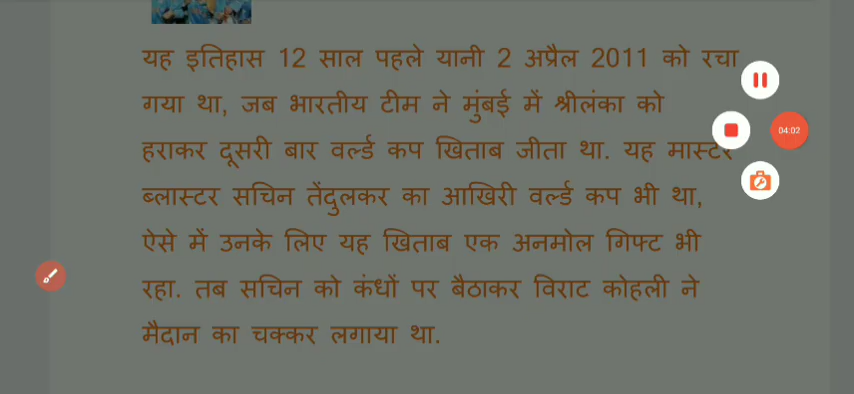 यह इतिहास 12 साल पहले यानी 2 अप्रैल 2011 को रचा
गया था, जब भारतीय टीम ने मुंबई में श्रीलंका को
हराकर दूसरी बार वर्ल्ड कप खिताब जीता था. यह मास्टर
ब्लास्टर सचिन तेंदुलकर का आखिरी वर्ल्ड कप भी था,
ऐसे में उनके लिए यह खिताब एक अनमोल गिफ्ट भी
रहा. तब सचिन को कंधों पर बैठाकर विराट कोहली ने
मैदान का चक्कर लगाया था.
04:02